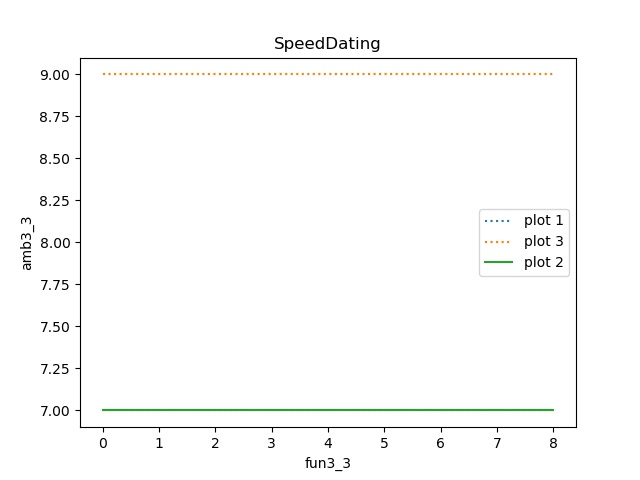 SpeedDating
amb3_3
9.00
8.75
8.50
8.25
8.00
7.75
7.50
7.25
7.00
plot 1
plot 3
plot 2
0 1 2 3 4 5 6 7 8
fun3_3